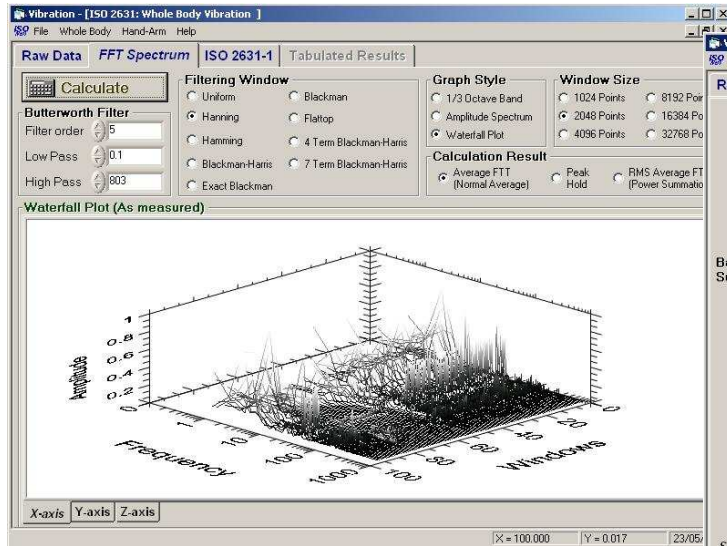 Vibration - [ISO 2631: Whole Body Vibration ]
ISO File Whole Body Hand-Arm Help
Raw Data FFT Spectrum ISO 2631-1 Tabulated Results
Calculate
Butterworth Filter
Filter order 5
Low Pass 0.1
High Pass 803
Filtering Window
Uniform Blackman
Hanning Flattop
Hamming 4 Term Blackman-Harris
Blackman-Harris 7 Term Blackman-Harris
Exact Blackman
Graph Style
1/3 Octave Band
Amplitude Spectrum
Waterfall Plot
Window Size
1024 Points 8192 Poin
2048 Points 16384 Po
4096 Points 32768 Po
Calculation Result
Average FTT (Normal Average)
Peak Hold
RMS Average FT
(Power Summation
Waterfall Plot (As measured)
1
0.8
0.6
0.4
0.2
0
Amplitude
1
10
100
1000
Frequency
100
80
60
40
20
0
Windows
X-axis Y-axis Z-axis
X = 100.000 Y = 0.017 23/05/